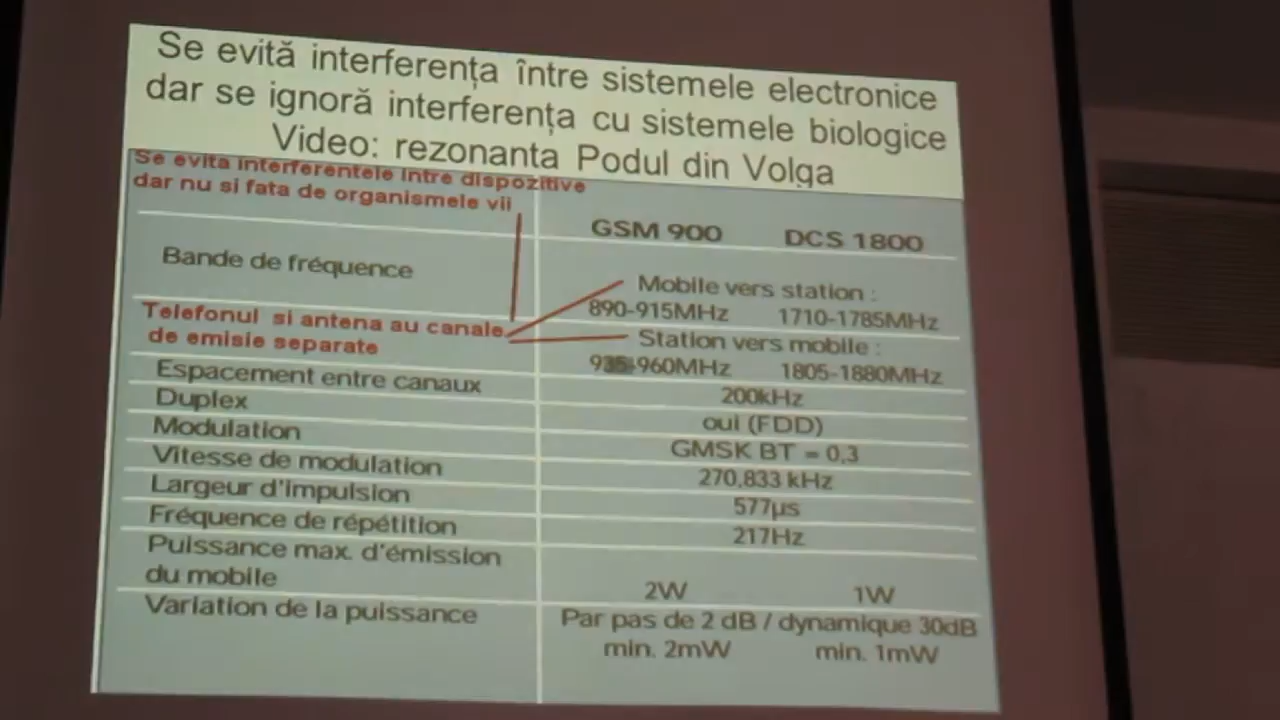 Se evită interferența între sistemele electronice
dar se ignoră interferența cu sistemele biologice
Video: rezonanta Podul din Volga
Se evita interferentele intre dispozitive
dar nu si fata de organismele vii
GSM 900 DCS 1800
Bande de fréquence
Mobile vers station :
890-915MHz 1710-1785MHz
Telefonul si antena au canale
de emisie separate
Station vers mobile :
935-960MHz 1805-1880MHz
Espacement entre canaux 200kHz
Duplex oui (FDD)
Modulation GMSK BT = 0,3
Vitesse de modulation 270,833 kHz
Largeur d'impulsion 577µs
Fréquence de répétition 217Hz
Puissance max. d'émission
du mobile 2W 1W
Variation de la puissance Par pas de 2 dB / dynamique 30dB
min. 2mW min. 1mW